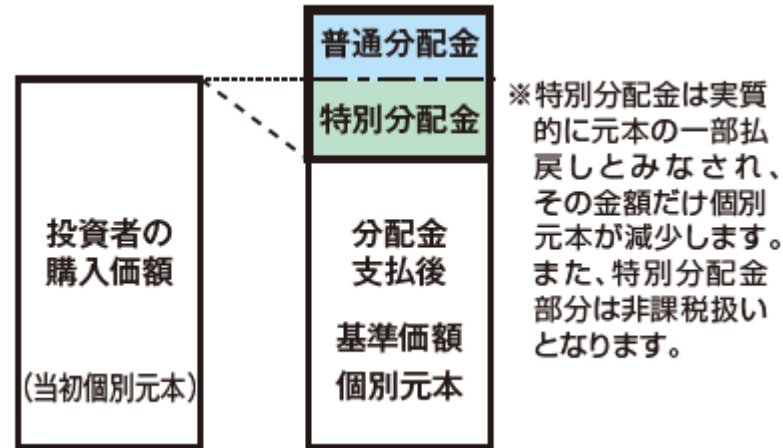 普通分配金
特別分配金
投資者の
購入価額
(当初個別元本)
分配金
支払後
基準価額
個別元本
※特別分配金は実質
的に元本の一部払
戻しとみなされ、
その金額だけ個別
元本が減少します。
また、特別分配金
部分は非課税扱い
となります。